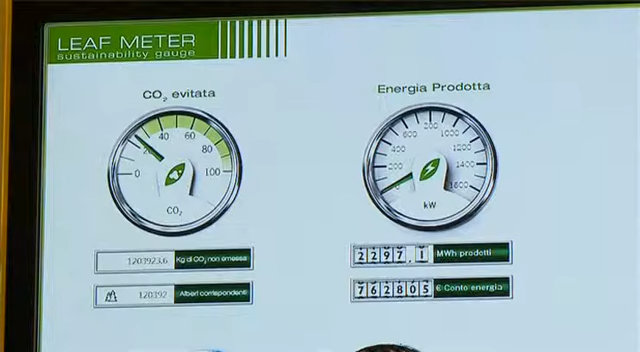 LEAF METER
sustainability gauge
CO2 evitata
Energia Prodotta
0 20 40 60 80 100
CO2
0 200 400 600 800 1000 1200 1400 1600
kW
1203923.6 Kg di CO2 non emessa
120392 Alberi corrispondenti
2297.1 MWh prodotti
762805 € Conto energia